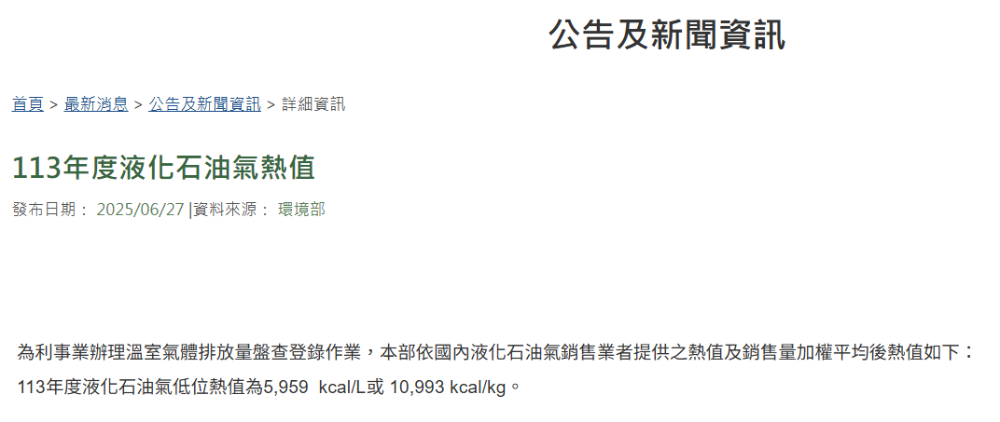 公告及新聞資訊
首頁 > 最新消息 > 公告及新聞資訊 > 詳細資訊
113年度液化石油氣熱值
發布日期： 2025/06/27 |資料來源： 環境部
為利事業辦理溫室氣體排放量盤查登錄作業，本部依國內液化石油氣銷售業者提供之熱值及銷售量加權平均後熱值如下：
113年度液化石油氣低位熱值為5,959  kcal/L或 10,993 kcal/kg。